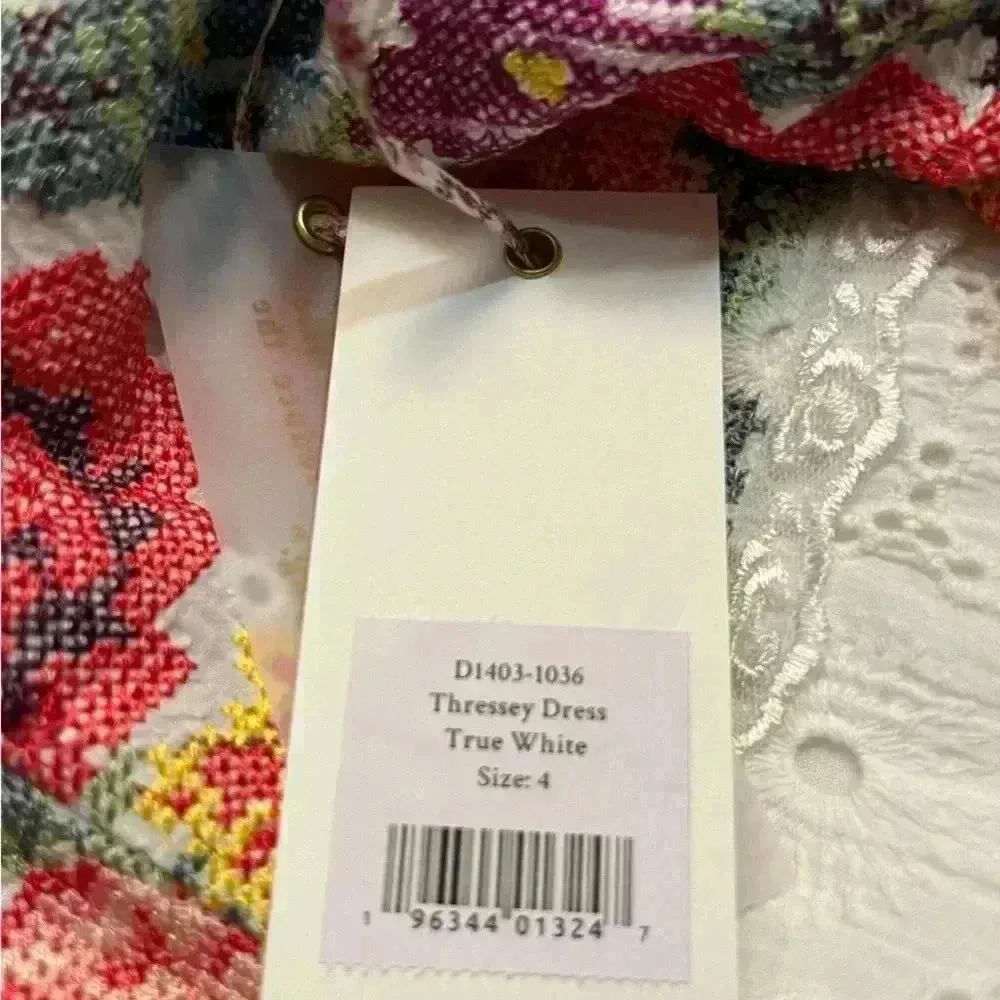 D1403-1036
Thressey Dress
True White
Size: 4
1 96344 01324 7